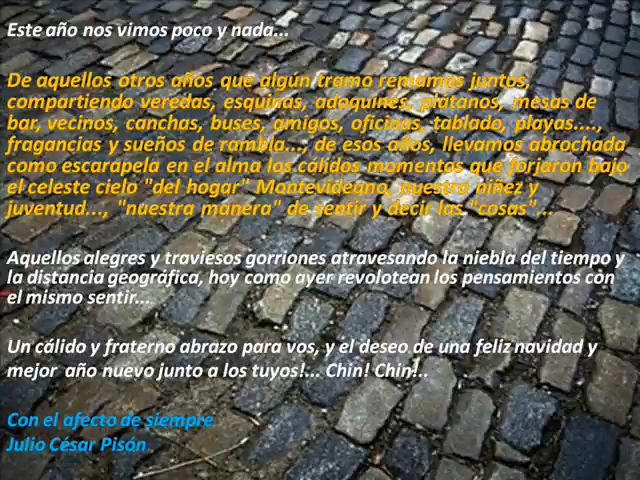 Este año nos vimos poco y nada...
De aquellos otros años que algún tramo remamos juntos,
compartiendo veredas, esquinas, adoquines, plátanos, mesas de
bar, vecinos, canchas, buses, amigos, oficinas, tablado, playas....,
fragancias y sueños de rambla..., de esos años, llevamos abrochada
como escarapela en el alma los cálidos momentos que forjaron bajo
el celeste cielo "del hogar" Montevideano, nuestra niñez y
juventud..., "nuestra manera" de sentir y decir las "cosas"...
Aquellos alegres y traviesos gorriones atravesando la niebla del tiempo y
la distancia geográfica, hoy como ayer revolotean los pensamientos con
el mismo sentir...
Un cálido y fraterno abrazo para vos, y el deseo de una feliz navidad y
mejor año nuevo junto a los tuyos!... Chin! Chin!..
Con el afecto de siempre
Julio César Pisón